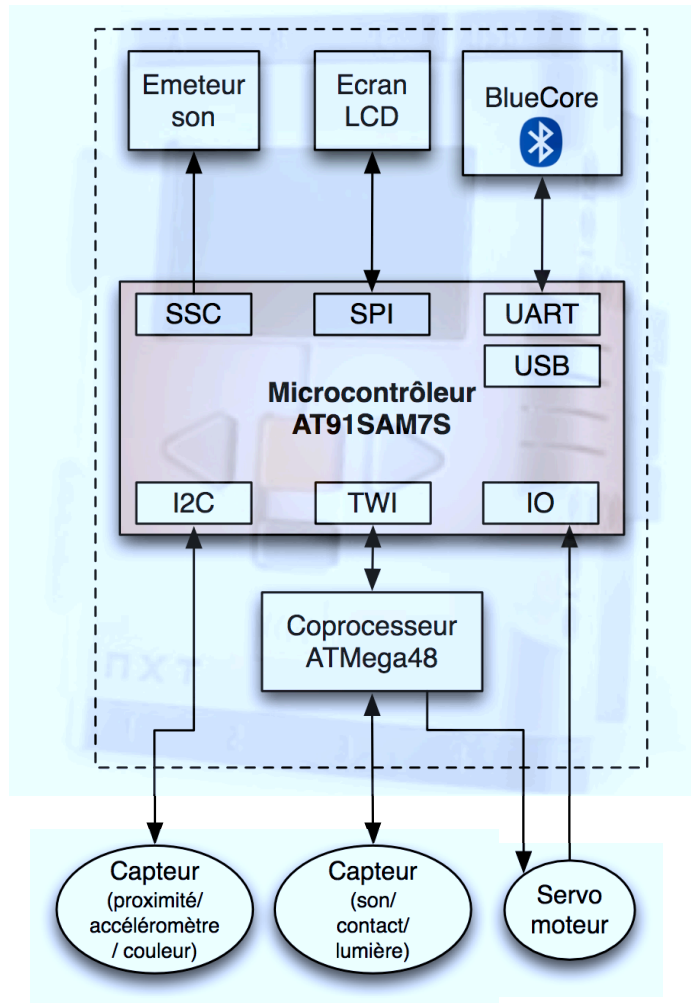 Emeteur
son
Ecran
LCD
BlueCore
SSC
SPI
UART
USB
Microcontrôleur
AT91SAM7S
I2C
TWI
IO
Coprocesseur
ATMega48
Capteur
(proximité/
accéléromètre
/ couleur)
Capteur
(son/
contact/
lumière)
Servo
moteur